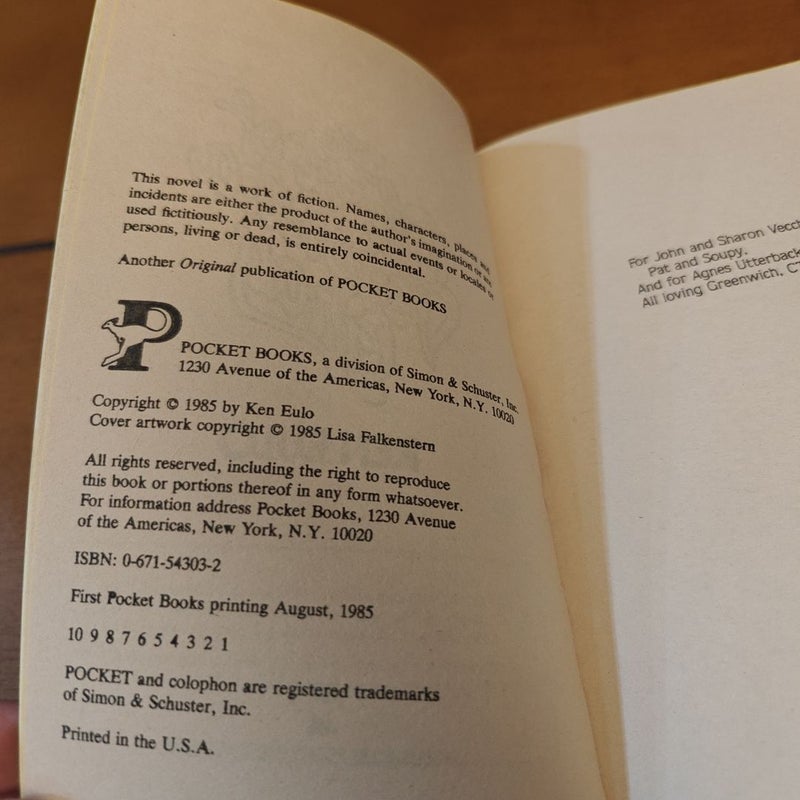 This novel is a work of fiction. Names, characters, places and
incidents are either the product of the author's imagination or are
used fictitiously. Any resemblance to actual events or locales or
persons, living or dead, is entirely coincidental.
Another Original publication of POCKET BOOKS
P
POCKET BOOKS, a division of Simon & Schuster, Inc.
1230 Avenue of the Americas, New York, N.Y. 10020
Copyright © 1985 by Ken Eulo
Cover artwork copyright © 1985 Lisa Falkenstern
All rights reserved, including the right to reproduce
this book or portions thereof in any form whatsoever.
For information address Pocket Books, 1230 Avenue
of the Americas, New York, N.Y. 10020
ISBN: 0-671-54303-2
First Pocket Books printing August, 1985
10 9 8 7 6 5 4 3 2 1
POCKET and colophon are registered trademarks
of Simon & Schuster, Inc.
Printed in the U.S.A.
For John and Sharon
Pat and Soupy.
And for Agnes Utterback
All loving Greenwich,